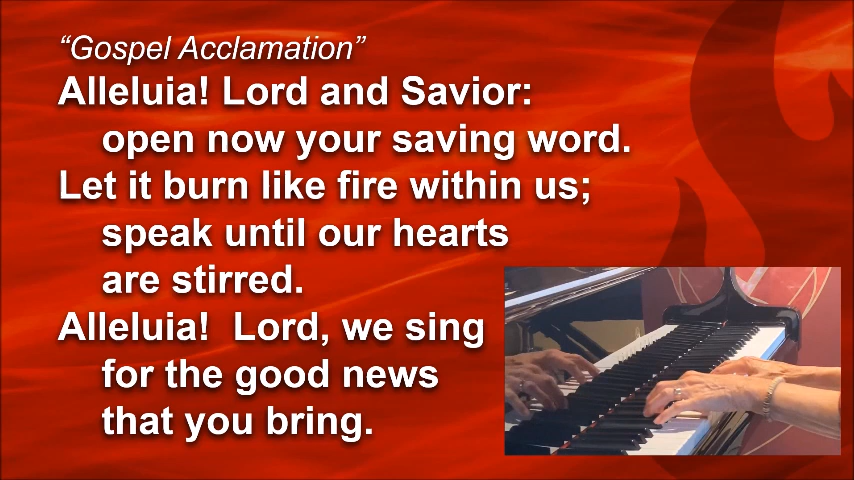 “Gospel Acclamation”
Alleluia! Lord and Savior:
open now your saving word.
Let it burn like fire within us;
speak until our hearts
are stirred.
Alleluia!  Lord, we sing
for the good news
that you bring.